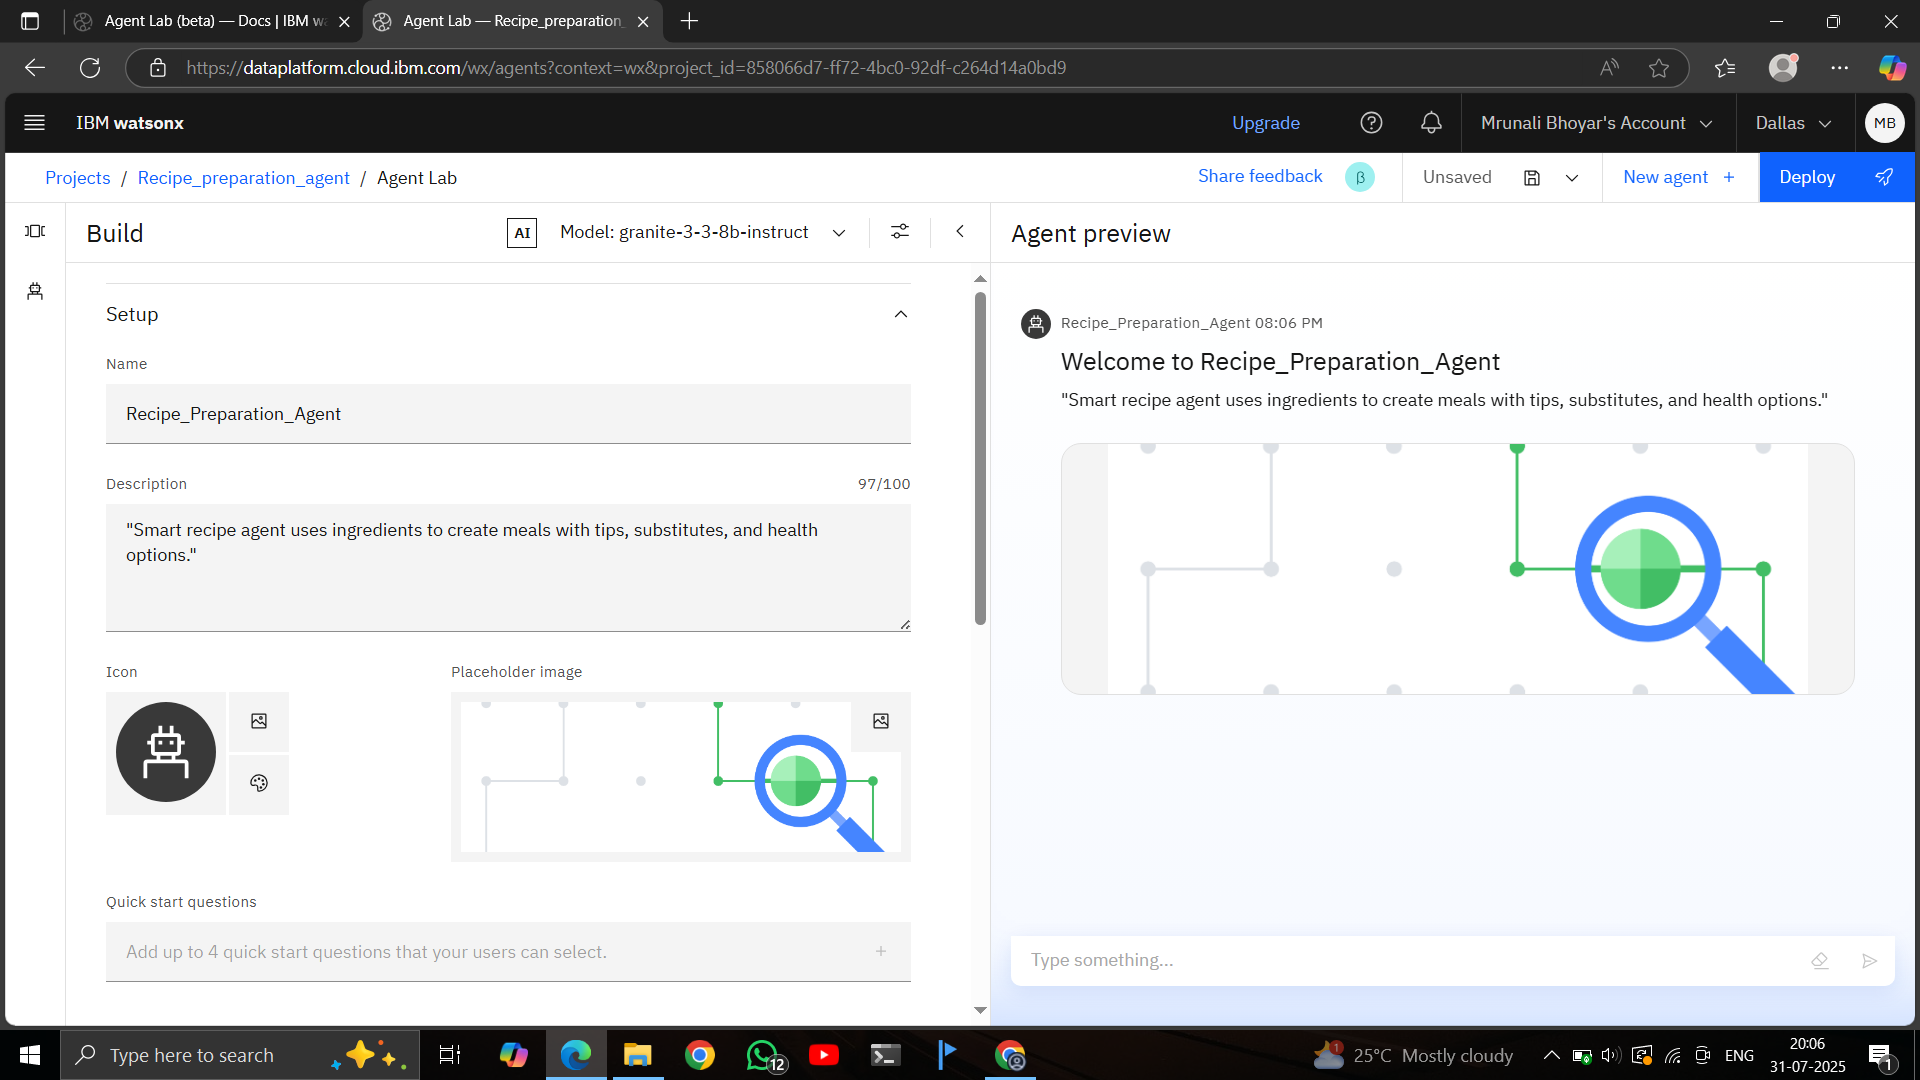 Agent Lab (beta) — Docs | IBM w
Agent Lab — Recipe_preparation_
https://dataplatform.cloud.ibm.com/wx/agents?context=wx&project_id=858066d7-ff72-4bc0-92df-c264d14a0bd9
IBM watsonx
Upgrade
Mrunali Bhoyar's Account
Dallas
MB
Projects / Recipe_preparation_agent / Agent Lab
Share feedback
β
Unsaved
New agent +
Deploy
Build
AI
Model: granite-3-3-8b-instruct
Agent preview
Setup
Name
Recipe_Preparation_Agent
Description
97/100
"Smart recipe agent uses ingredients to create meals with tips, substitutes, and health
options."
Icon
Placeholder image
Quick start questions
Add up to 4 quick start questions that your users can select.
Recipe_Preparation_Agent 08:06 PM
Welcome to Recipe_Preparation_Agent
"Smart recipe agent uses ingredients to create meals with tips, substitutes, and health options."
Type something...
Type here to search
12
1
25°C Mostly cloudy
ENG
20:06
31-07-2025
1